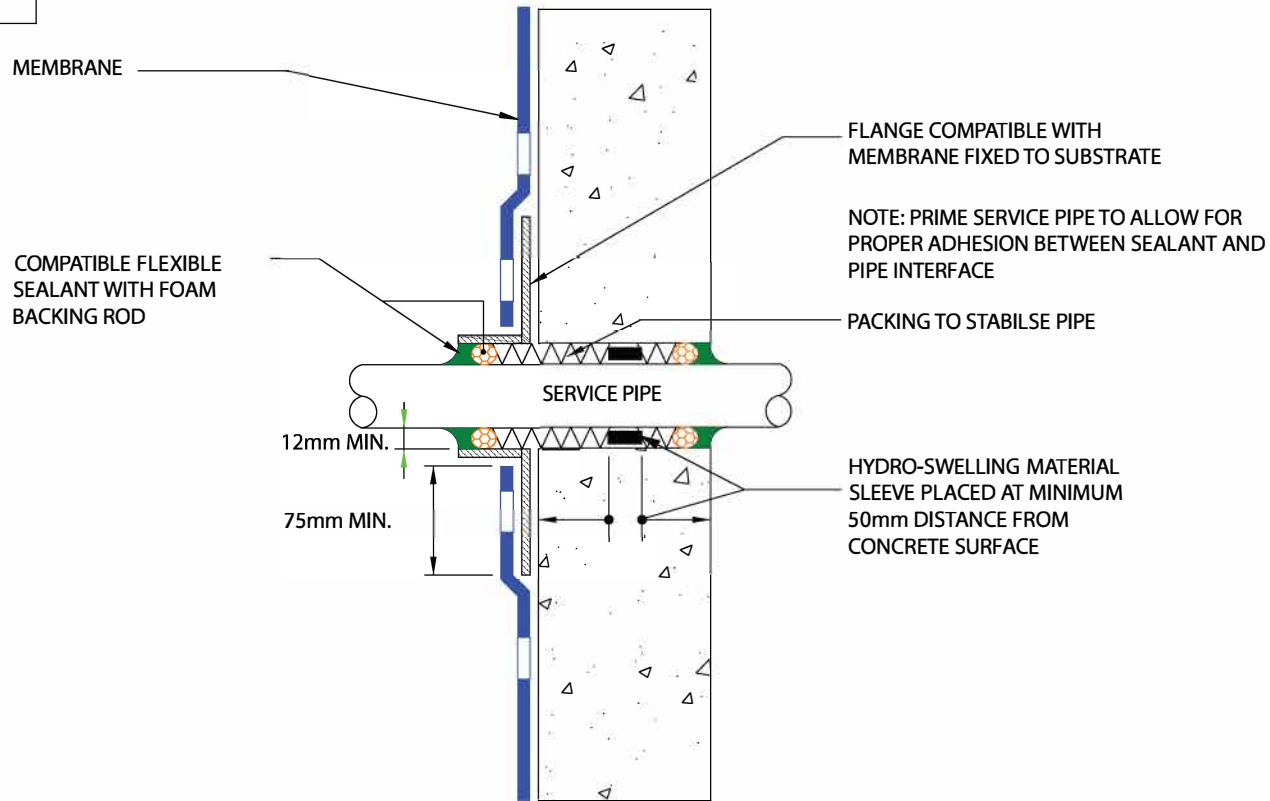 MEMBRANE
FLANGE COMPATIBLE WITH
MEMBRANE FIXED TO SUBSTRATE
NOTE: PRIME SERVICE PIPE TO ALLOW FOR
PROPER ADHESION BETWEEN SEALANT AND
PIPE INTERFACE
COMPATIBLE FLEXIBLE
SEALANT WITH FOAM
BACKING ROD
PACKING TO STABILSE PIPE
SERVICE PIPE
12mm MIN.
75mm MIN.
HYDRO-SWELLING MATERIAL
SLEEVE PLACED AT MINIMUM
50mm DISTANCE FROM
CONCRETE SURFACE